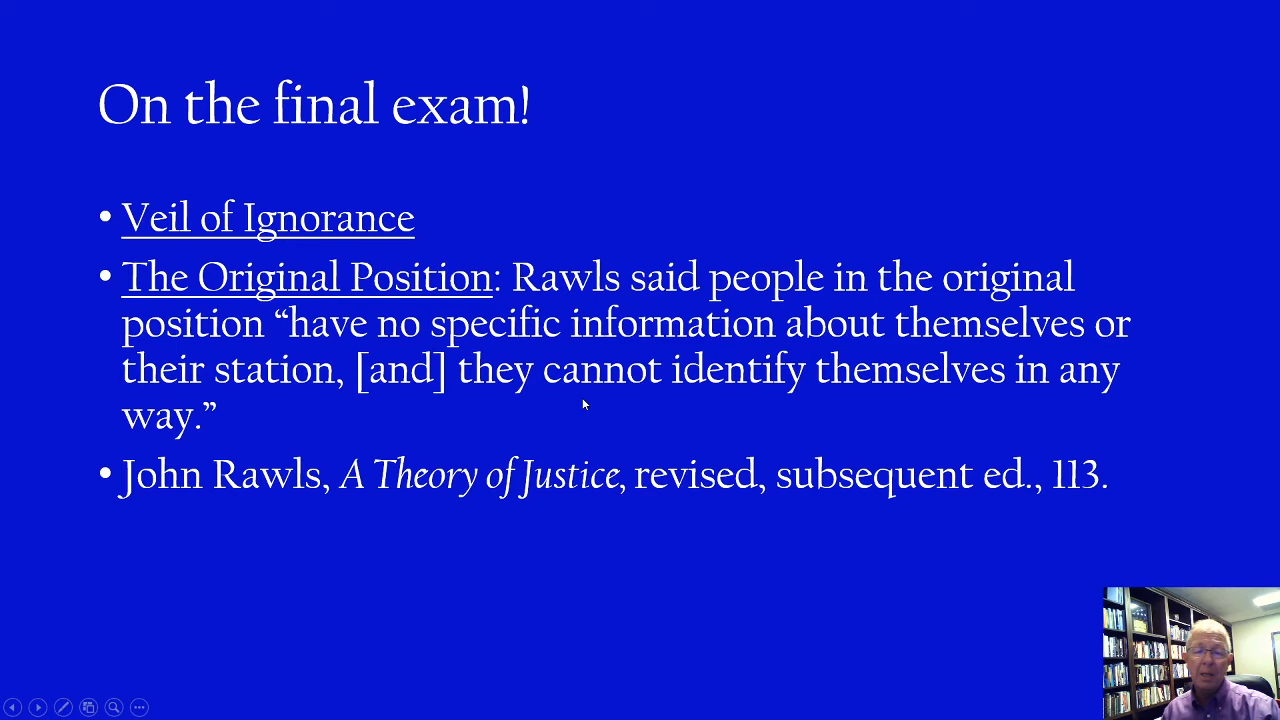 On the final exam!
• Veil of Ignorance
• The Original Position: Rawls said people in the original
position “have no specific information about themselves or
their station, [and] they cannot identify themselves in any
way.”
• John Rawls, A Theory of Justice, revised, subsequent ed., 113.